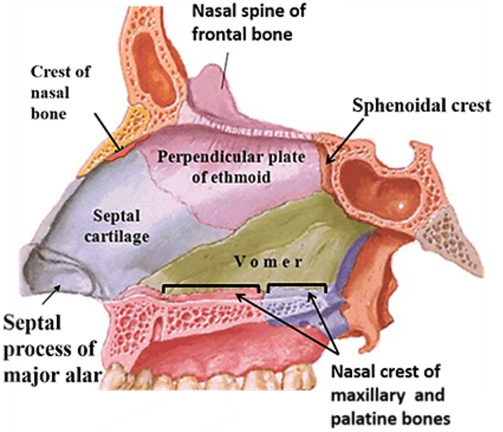 Nasal spine of
frontal bone
Crest of
nasal
bone
Sphenoidal crest
Perpendicular plate
of ethmoid
Septal
cartilage
Vomer
Septal
process of
major alar
Nasal crest of
maxillary and
palatine bones